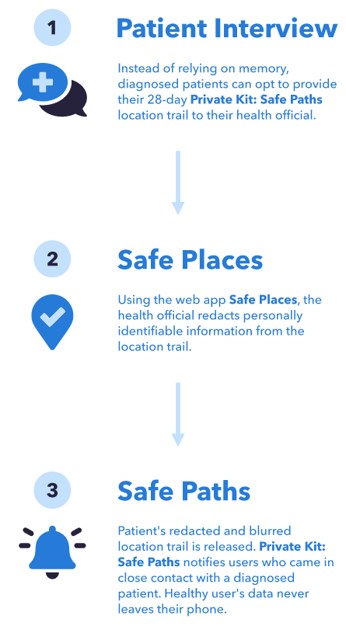 1
Patient Interview
Instead of relying on memory,
diagnosed patients can opt to provide
their 28-day Private Kit: Safe Paths
location trail to their health official.
2
Safe Places
Using the web app Safe Places, the
health official redacts personally
identifiable information from the
location trail.
3
Safe Paths
Patient's redacted and blurred
location trail is released. Private Kit:
Safe Paths notifies users who came in
close contact with a diagnosed
patient. Healthy user's data never
leaves their phone.